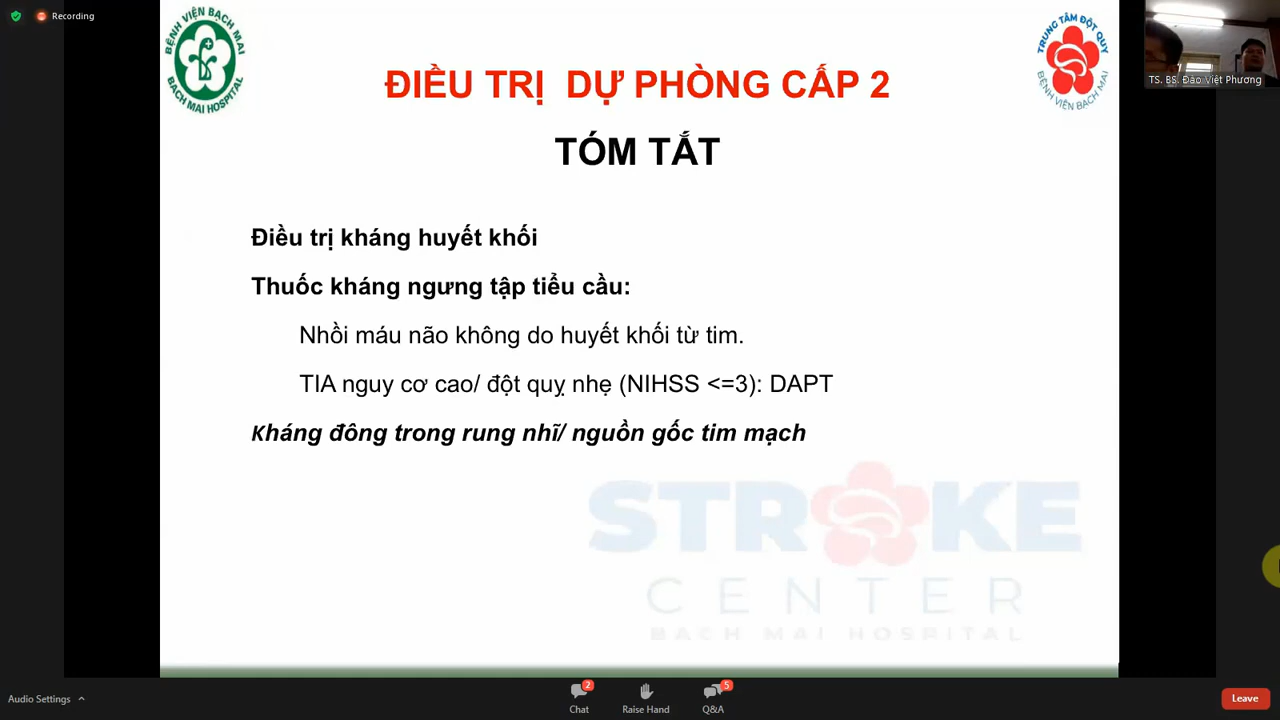 Recording
BỆNH VIỆN BẠCH MAI
BACH MAI HOSPITAL
TRUNG TÂM ĐỘT QUỴ
BỆNH VIỆN BẠCH MAI
TS. BS. Đào Việt Phương
ĐIỀU TRỊ DỰ PHÒNG CẤP 2
TÓM TẮT
Điều trị kháng huyết khối
Thuốc kháng ngưng tập tiểu cầu:
Nhồi máu não không do huyết khối từ tim.
TIA nguy cơ cao/ đột quỵ nhẹ (NIHSS <=3): DAPT
Kháng đông trong rung nhĩ/ nguồn gốc tim mạch
STROKE
CENTER
BACH MAI HOSPITAL
Audio Settings
2
Chat
Raise Hand
5
Q&A
Leave